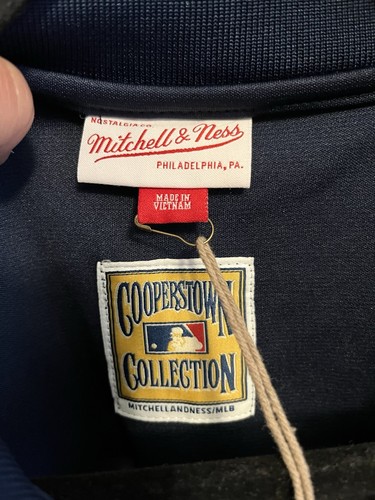 NOSTALGIA CO.
Mitchell & Ness
PHILADELPHIA, PA.
MADE IN
VIETNAM
COOPERSTOWN
COLLECTION
MITCHELLANDNESS/MLB